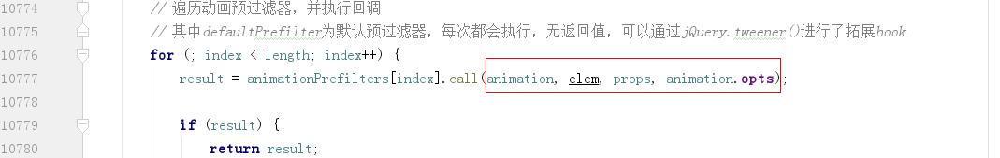 10774 // 遍历动画预过滤器，并执行回调
10775 // 其中defaultPrefilter为默认预过滤器，每次都会执行，无返回值，可以通过jQuery.tweener()进行了拓展hook
10776 for (; index < length; index++) {
10777 result = animationPrefilters[index].call(animation, elem, props, animation.opts);
10778
10779 if (result) {
10780 return result;